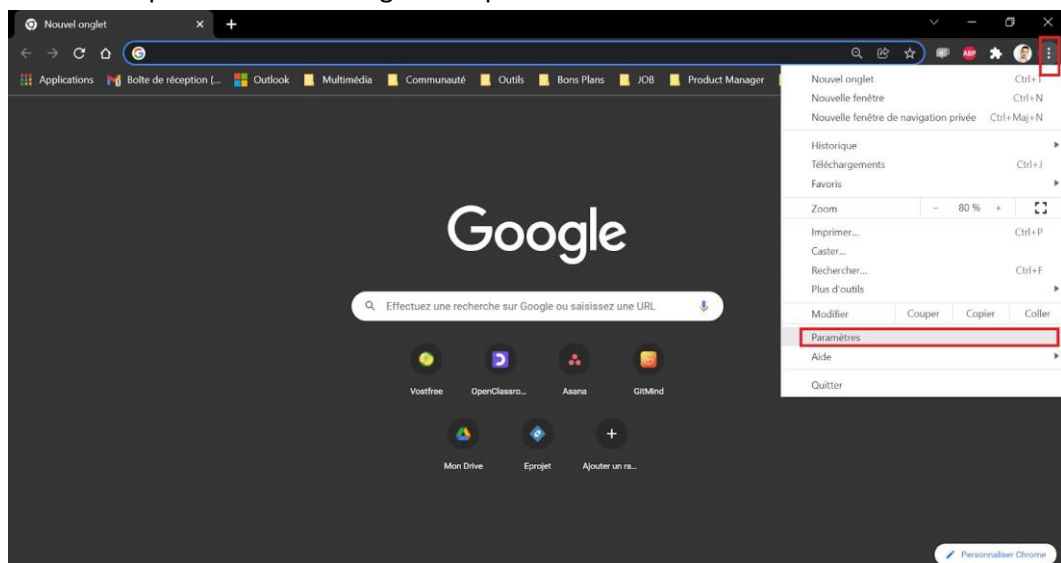 Nouvel onglet
Applications Boîte de réception (... Outlook Multimédia Communauté Outils Bons Plans JOB Product Manager
Nouvel onglet Ctrl+T
Nouvelle fenêtre Ctrl+N
Nouvelle fenêtre de navigation privée Ctrl+Maj+N
Historique
Téléchargements Ctrl+J
Favoris
Zoom - 80 % +
Imprimer... Ctrl+P
Caster...
Rechercher... Ctrl+F
Plus d'outils
Modifier Couper Copier Coller
Paramètres
Aide
Quitter
Google
Effectuez une recherche sur Google ou saisissez une URL
Vostfree OpenClassro... Asana GitMind
Mon Drive Eprojet Ajouter un ra...
Personnaliser Chrome